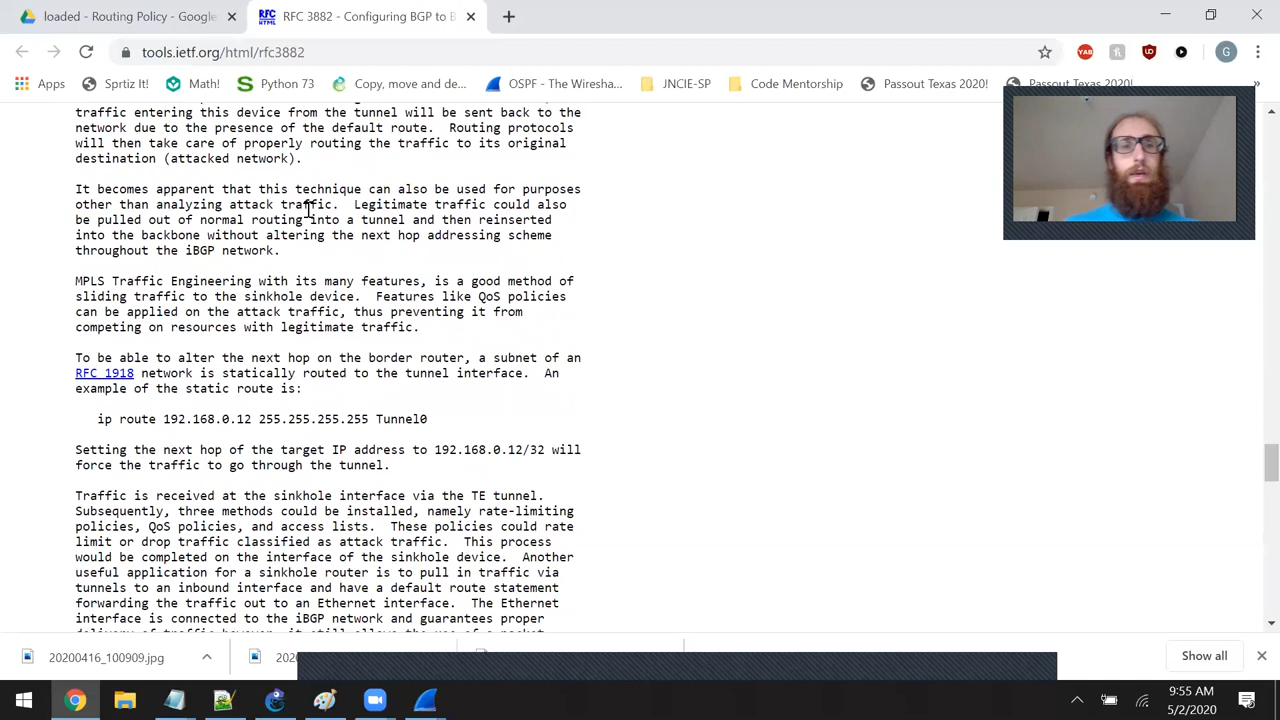 loaded - Routing Policy - Google
RFC HTML
RFC 3882 - Configuring BGP to B
tools.ietf.org/html/rfc3882
YAB
G
Apps
Sprtiz It!
Math!
Python 73
Copy, move and de...
OSPF - The Wiresha...
JNCIE-SP
Code Mentorship
Passout Texas 2020!
Passout Texas 2020!
traffic entering this device from the tunnel will be sent back to the
network due to the presence of the default route.  Routing protocols
will then take care of properly routing the traffic to its original
destination (attacked network).
It becomes apparent that this technique can also be used for purposes
other than analyzing attack traffic.  Legitimate traffic could also
be pulled out of normal routing into a tunnel and then reinserted
into the backbone without altering the next hop addressing scheme
throughout the iBGP network.
MPLS Traffic Engineering with its many features, is a good method of
sliding traffic to the sinkhole device.  Features like QoS policies
can be applied on the attack traffic, thus preventing it from
competing on resources with legitimate traffic.
To be able to alter the next hop on the border router, a subnet of an
RFC 1918 network is statically routed to the tunnel interface.  An
example of the static route is:
ip route 192.168.0.12 255.255.255.255 Tunnel0
Setting the next hop of the target IP address to 192.168.0.12/32 will
force the traffic to go through the tunnel.
Traffic is received at the sinkhole interface via the TE tunnel.
Subsequently, three methods could be installed, namely rate-limiting
policies, QoS policies, and access lists.  These policies could rate
limit or drop traffic classified as attack traffic.  This process
would be completed on the interface of the sinkhole device.  Another
useful application for a sinkhole router is to pull in traffic via
tunnels to an inbound interface and have a default route statement
forwarding the traffic out to an Ethernet interface.  The Ethernet
interface is connected to the iBGP network and guarantees proper
20200416_100909.jpg
Show all
9:55 AM
5/2/2020